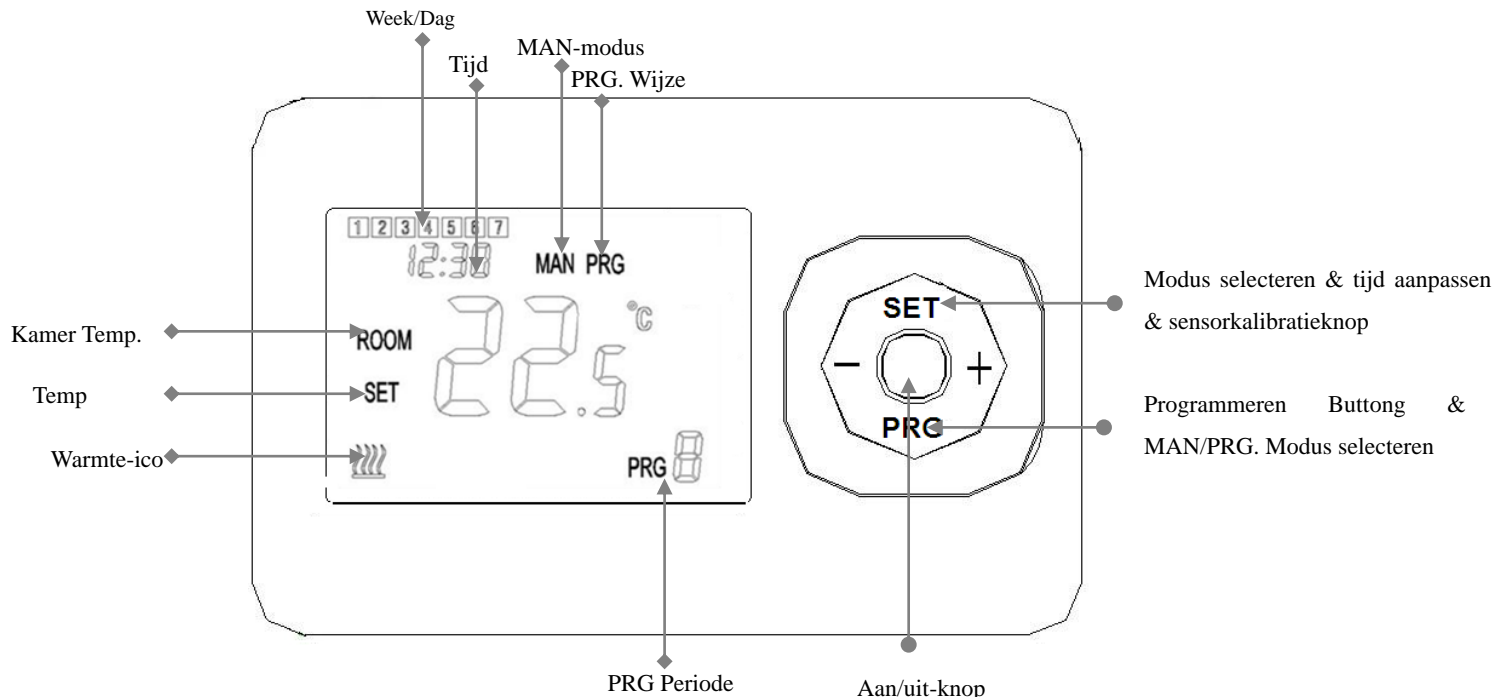 Week/Dag
MAN-modus
Tijd
PRG. Wijze
1 2 3 4 5 6 7
12:30
MAN PRG
Modus selecteren & tijd aanpassen
& sensorkalibratieknop
SET
Kamer Temp.
ROOM
22.5 °C
Temp
SET
- +
Programmeren Buttong &
MAN/PRG. Modus selecteren
PRG
Warmte-ico
PRG 8
PRG Periode
Aan/uit-knop